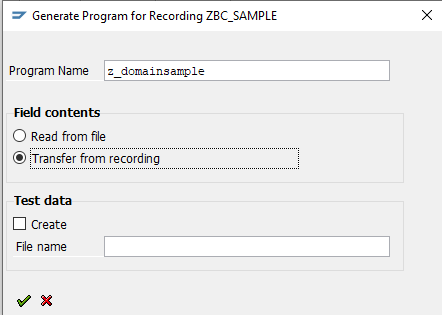 Generate Program for Recording ZBC_SAMPLE
Program Name z_domainsample
Field contents
Read from file
Transfer from recording
Test data
Create
File name